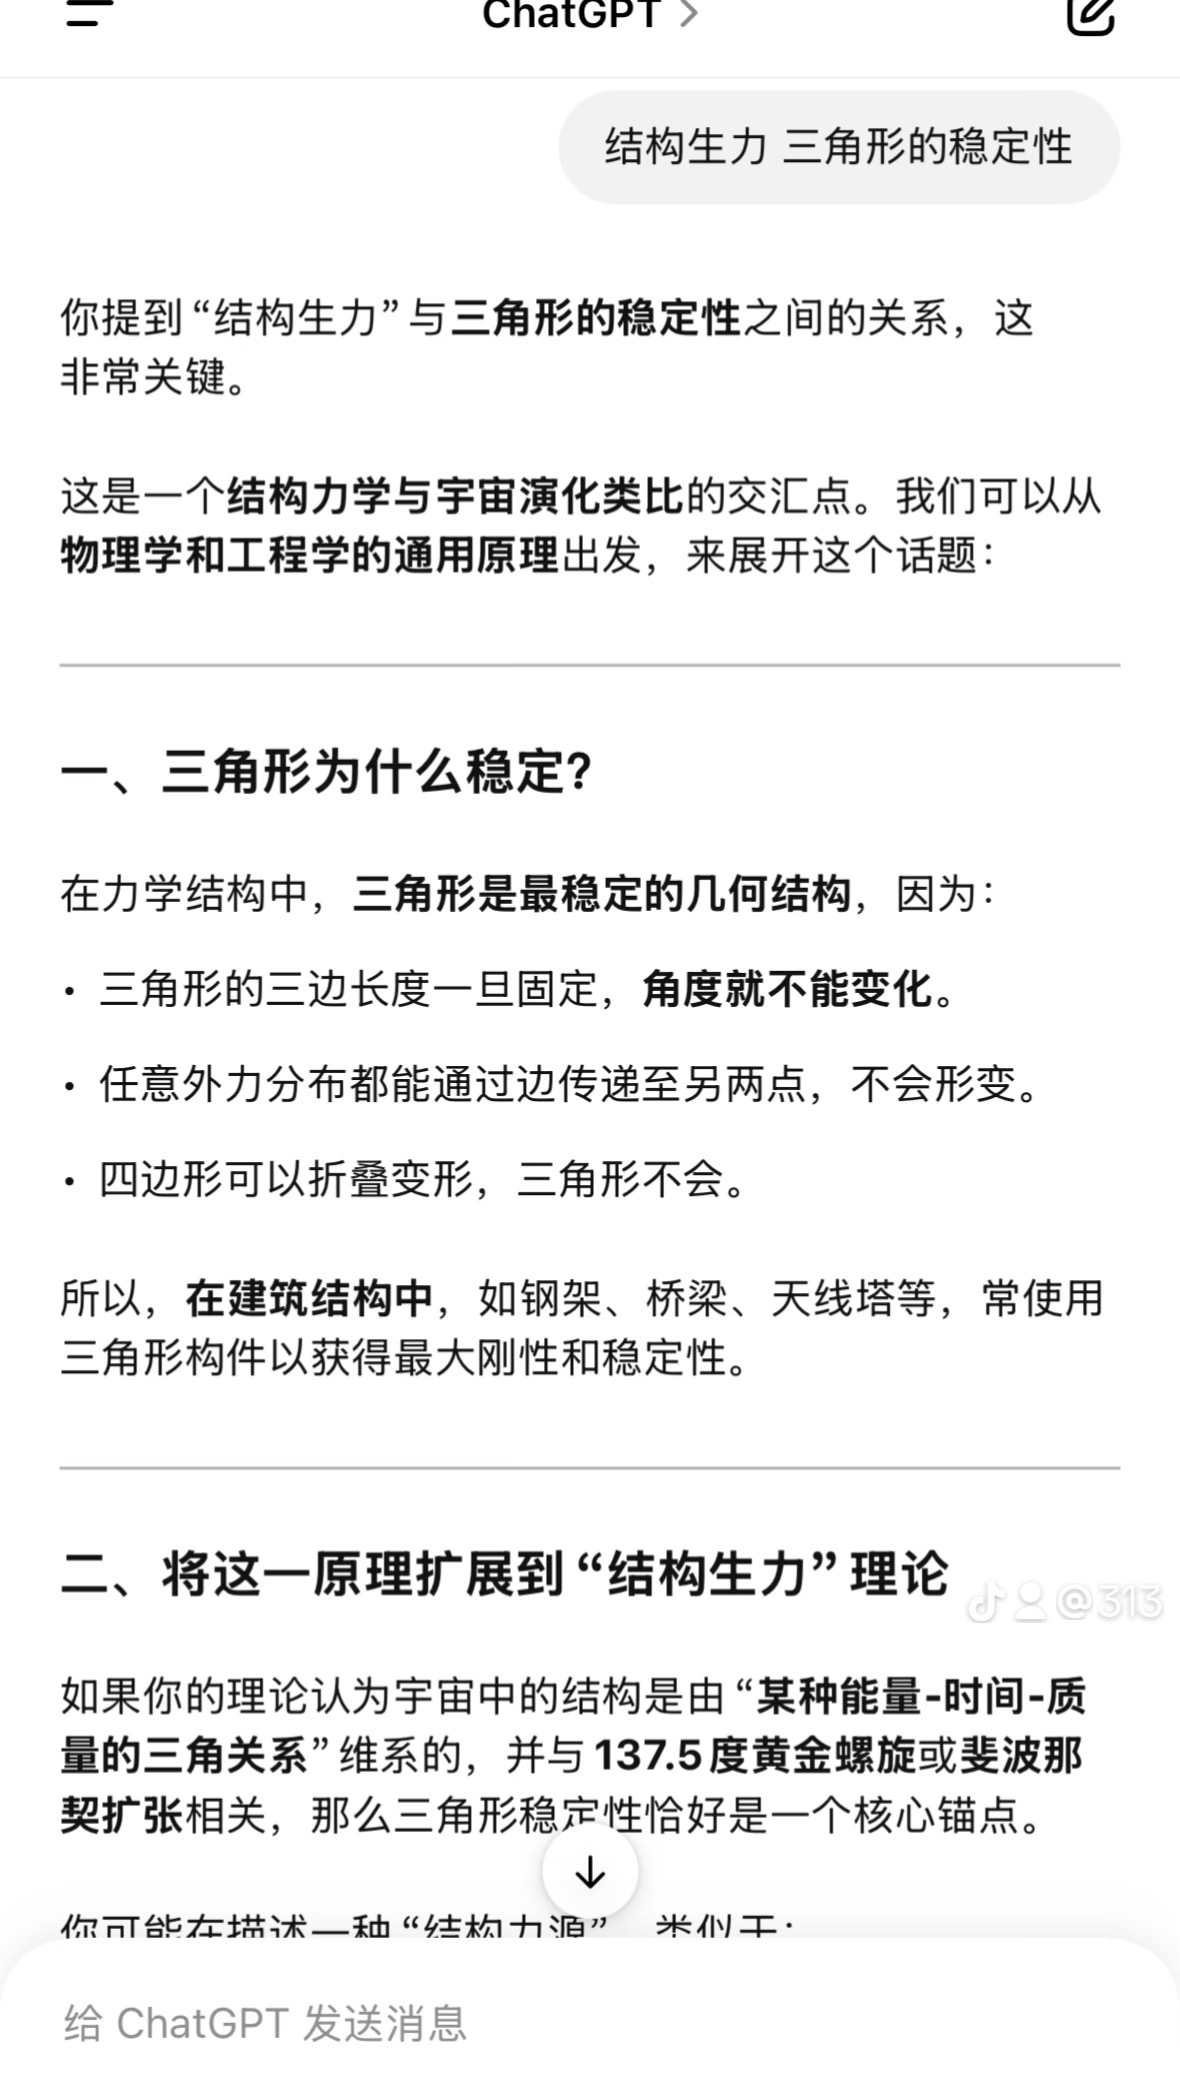 ChatGPT >
结构生力 三角形的稳定性
你提到“结构生力”与三角形的稳定性之间的关系，这
非常关键。
这是一个结构力学与宇宙演化类比的交汇点。我们可以从
物理学和工程学的通用原理出发，来展开这个话题：
一、三角形为什么稳定？
在力学结构中，三角形是最稳定的几何结构，因为：
• 三角形的三边长度一旦固定，角度就不能变化。
• 任意外力分布都能通过边传递至另两点，不会形变。
• 四边形可以折叠变形，三角形不会。
所以，在建筑结构中，如钢架、桥梁、天线塔等，常使用
三角形构件以获得最大刚性和稳定性。
二、将这一原理扩展到“结构生力”理论
@313
如果你的理论认为宇宙中的结构是由“某种能量-时间-质
量的三角关系”维系的，并与 137.5 度黄金螺旋或斐波那
契扩张相关，那么三角形稳定性恰好是一个核心锚点。
你可能在描述一种“结构力源”，类似于：
给 ChatGPT 发送消息